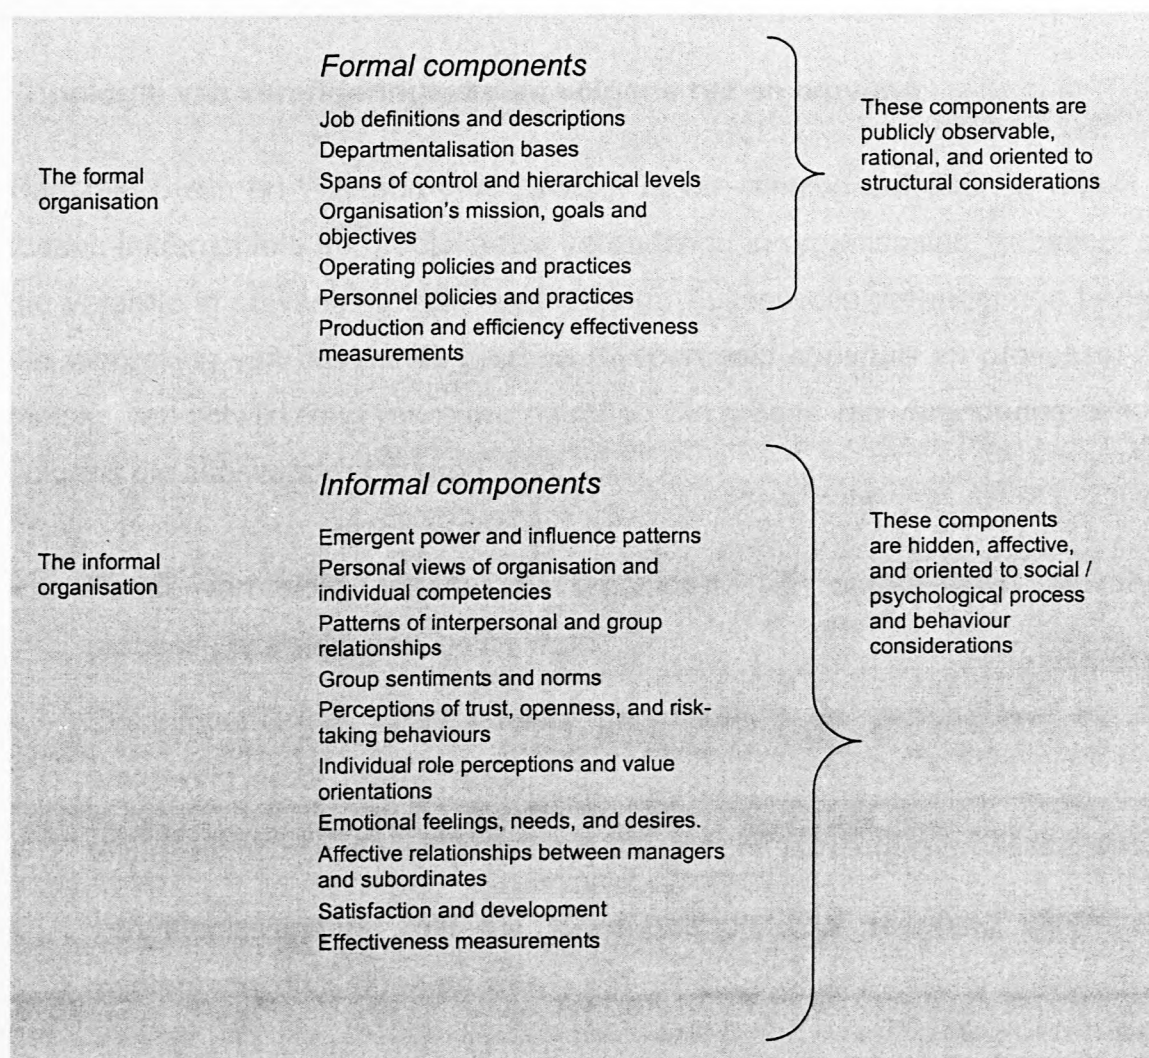 Formal components
Job definitions and descriptions
Departmentalisation bases
Spans of control and hierarchical levels
Organisation's mission, goals and
objectives
Operating policies and practices
Personnel policies and practices
Production and efficiency effectiveness
measurements
The formal
organisation
These components are
publicly observable,
rational, and oriented to
structural considerations
Informal components
Emergent power and influence patterns
Personal views of organisation and
individual competencies
Patterns of interpersonal and group
relationships
Group sentiments and norms
Perceptions of trust, openness, and risk-
taking behaviours
Individual role perceptions and value
orientations
Emotional feelings, needs, and desires.
Affective relationships between managers
and subordinates
Satisfaction and development
Effectiveness measurements
The informal
organisation
These components
are hidden, affective,
and oriented to social /
psychological process
and behaviour
considerations